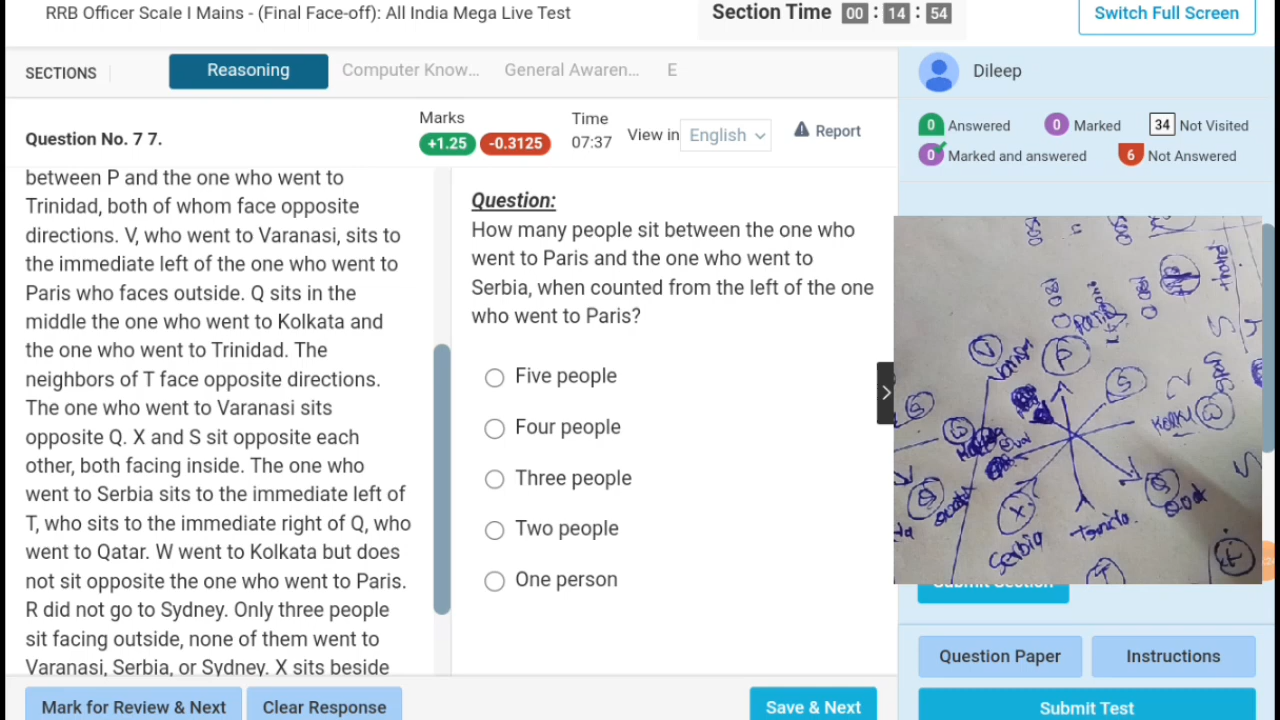 RRB Officer Scale I Mains - (Final Face-off): All India Mega Live Test
Section Time 00 : 14 : 54
Switch Full Screen
SECTIONS
Reasoning
Computer Know...
General Awaren...
E
Dileep
Question No. 7 7.
Marks
+1.25 -0.3125
Time
07:37
View in English
Report
0 Answered
0 Marked
34 Not Visited
0 Marked and answered
6 Not Answered
between P and the one who went to
Trinidad, both of whom face opposite
directions. V, who went to Varanasi, sits to
the immediate left of the one who went to
Paris who faces outside. Q sits in the
middle the one who went to Kolkata and
the one who went to Trinidad. The
neighbors of T face opposite directions.
The one who went to Varanasi sits
opposite Q. X and S sit opposite each
other, both facing inside. The one who
went to Serbia sits to the immediate left of
T, who sits to the immediate right of Q, who
went to Qatar. W went to Kolkata but does
not sit opposite the one who went to Paris.
R did not go to Sydney. Only three people
sit facing outside, none of them went to
Varanasi, Serbia, or Sydney. X sits beside
Question:
How many people sit between the one who
went to Paris and the one who went to
Serbia, when counted from the left of the one
who went to Paris?
Five people
Four people
Three people
Two people
One person
V
S
X
Serbia
T
Submit Section
Question Paper
Instructions
Mark for Review & Next
Clear Response
Save & Next
Submit Test